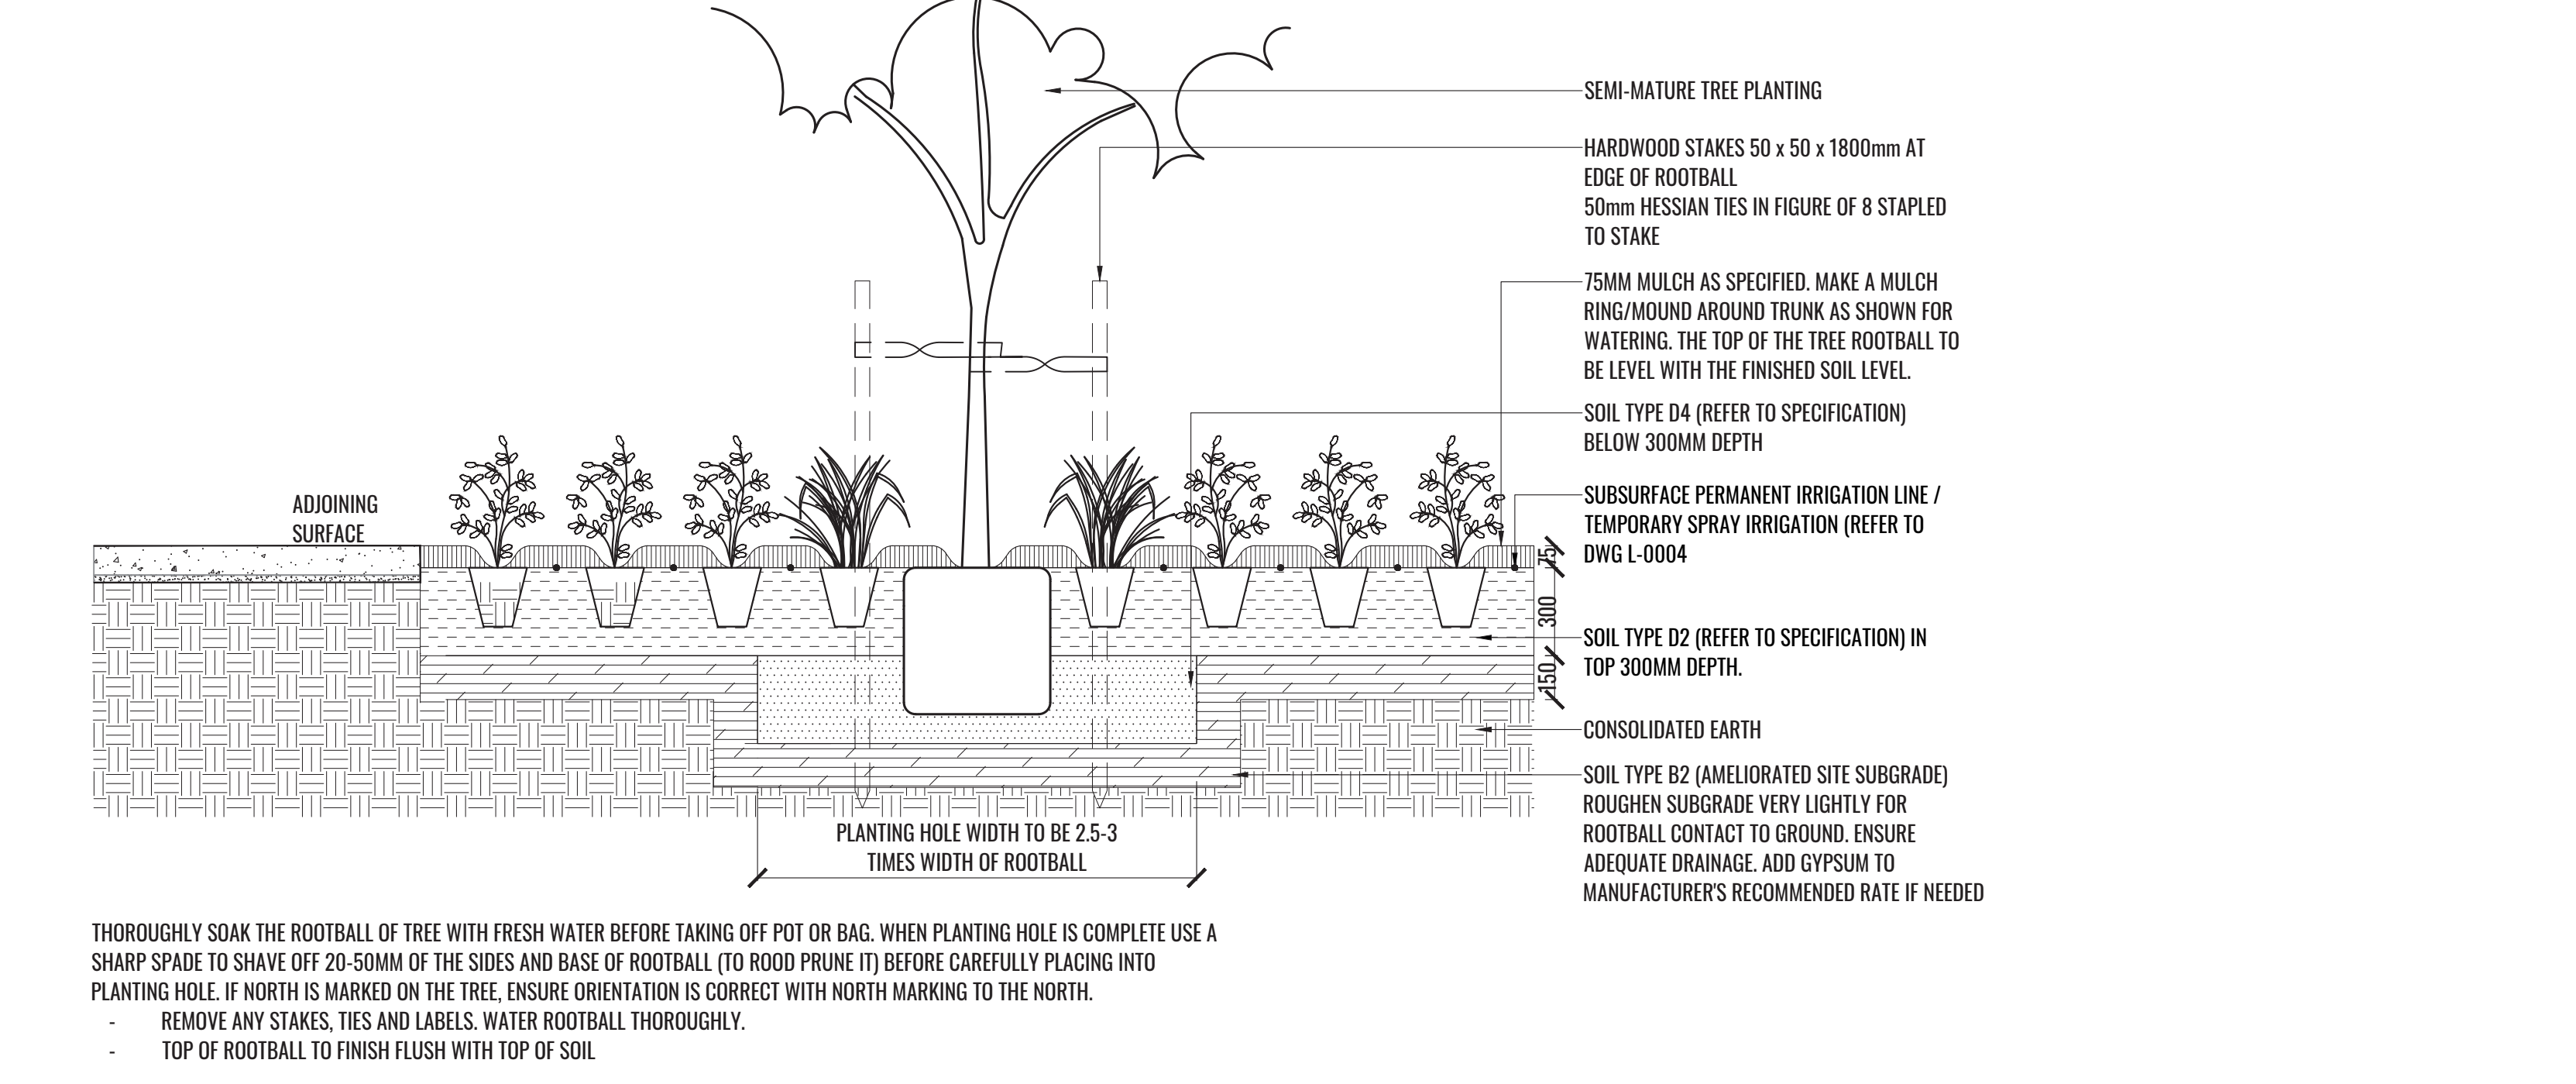 SEMI-MATURE TREE PLANTING
HARDWOOD STAKES 50 x 50 x 1800mm AT
EDGE OF ROOTBALL
50mm HESSIAN TIES IN FIGURE OF 8 STAPLED
TO STAKE
75MM MULCH AS SPECIFIED. MAKE A MULCH
RING/MOUND AROUND TRUNK AS SHOWN FOR
WATERING. THE TOP OF THE TREE ROOTBALL TO
BE LEVEL WITH THE FINISHED SOIL LEVEL.
SOIL TYPE D4 (REFER TO SPECIFICATION)
BELOW 300MM DEPTH
SUBSURFACE PERMANENT IRRIGATION LINE /
TEMPORARY SPRAY IRRIGATION (REFER TO
DWG L-0004
ADJOINING
SURFACE
75
300
150
SOIL TYPE D2 (REFER TO SPECIFICATION) IN
TOP 300MM DEPTH.
CONSOLIDATED EARTH
SOIL TYPE B2 (AMELIORATED SITE SUBGRADE)
ROUGHEN SUBGRADE VERY LIGHTLY FOR
ROOTBALL CONTACT TO GROUND. ENSURE
ADEQUATE DRAINAGE. ADD GYPSUM TO
MANUFACTURER'S RECOMMENDED RATE IF NEEDED
PLANTING HOLE WIDTH TO BE 2.5-3
TIMES WIDTH OF ROOTBALL
THOROUGHLY SOAK THE ROOTBALL OF TREE WITH FRESH WATER BEFORE TAKING OFF POT OR BAG. WHEN PLANTING HOLE IS COMPLETE USE A
SHARP SPADE TO SHAVE OFF 20-50MM OF THE SIDES AND BASE OF ROOTBALL (TO ROOD PRUNE IT) BEFORE CAREFULLY PLACING INTO
PLANTING HOLE. IF NORTH IS MARKED ON THE TREE, ENSURE ORIENTATION IS CORRECT WITH NORTH MARKING TO THE NORTH.
- REMOVE ANY STAKES, TIES AND LABELS. WATER ROOTBALL THOROUGHLY.
- TOP OF ROOTBALL TO FINISH FLUSH WITH TOP OF SOIL